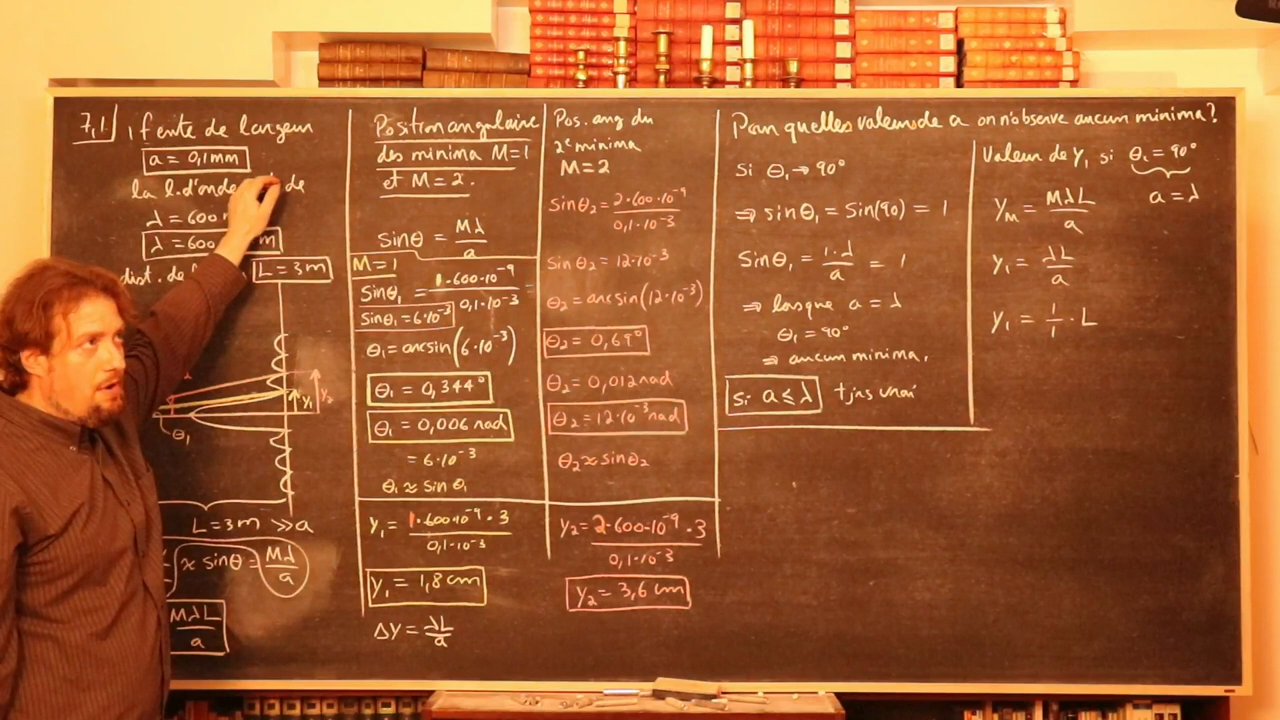 7,1. 1 fente de largeur
a = 0,1mm
la l.d'onde de
λ = 600
λ = 600 m
dist. de L = 3m
y₁
y₂
θ₁
L = 3m ≫ a
≈ sinθ = Mλ/a
MλL/a
Position angulaire
des minima M=1
et M=2.
sinθ = Mλ/a
M=1
Sinθ₁ = 1·600·10⁻⁹/0,1·10⁻³ =
Sinθ₁ = 6·10⁻³
θ₁ = arcsin(6·10⁻³)
θ₁ = 0,344°
θ₁ = 0,006 rad
= 6·10⁻³
θ₁ ≈ sin θ₁
y₁ = 1·600·10⁻⁹·3/0,1·10⁻³
y₁ = 1,8 cm
ΔY = λL/a
Pos. ang du
2ᵉ minima
M=2
Sinθ₂ = 2·600·10⁻⁹/0,1·10⁻³
Sinθ₂ = 12·10⁻³
θ₂ = arcsin(12·10⁻³)
θ₂ = 0,69°
θ₂ = 0,012 rad
θ₂ = 12·10⁻³ rad
θ₂ ≈ sinθ₂
y₂ = 2·600·10⁻⁹·3/0,1·10⁻³
y₂ = 3,6 cm
Pour quelles valeurs de a on n'observe aucun minima?
Si θ₁ → 90°
⇒ sinθ₁ = Sin(90) = 1
Sinθ₁ = 1·λ/a = 1
⇒ lorsque a = λ
θ₁ = 90°
⇒ aucun minima.
Si a ≤ λ tjrs vrai
Valeur de y₁ si θ₁ = 90°
a = λ
y_M = MλL/a
y₁ = λL/a
y₁ = 1/1 · L